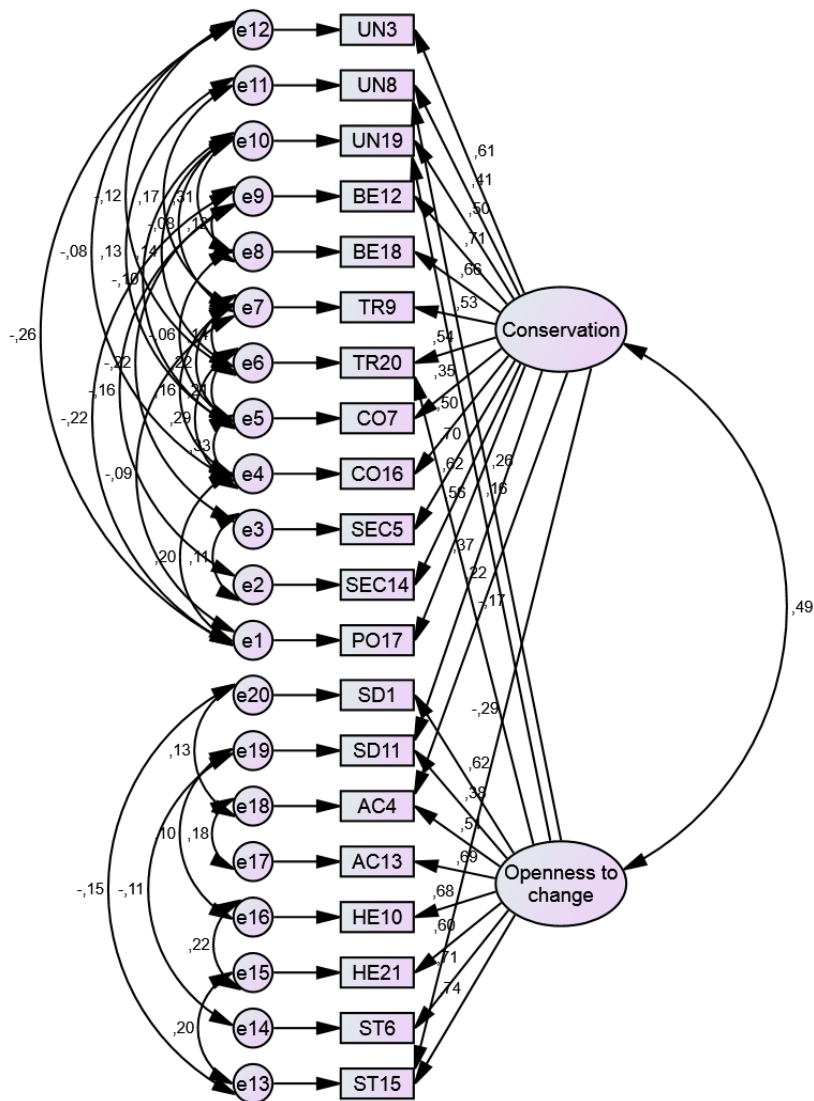 e12
UN3
e11
UN8
e10
UN19
e9
BE12
e8
BE18
e7
TR9
e6
TR20
e5
CO7
e4
CO16
e3
SEC5
e2
SEC14
e1
PO17
e20
SD1
e19
SD11
e18
AC4
e17
AC13
e16
HE10
e15
HE21
e14
ST6
e13
ST15
Conservation
Openness to
change
,61
,41
,50
,71
,66
,53
,54
,35
,50
,70
,62
,56
,26
,16
,37
,22
-,17
-,29
,49
,62
,38
,51
,69
,68
,60
,71
,74
-,12
,17
,31
-,08
,12
-,08
,13
,14
-,10
-,26
-,06
,14
-,22
,22
-,16
,16
,21
-,22
,29
,33
-,09
,20
,11
,13
,10
,18
-,15
-,11
,22
,20